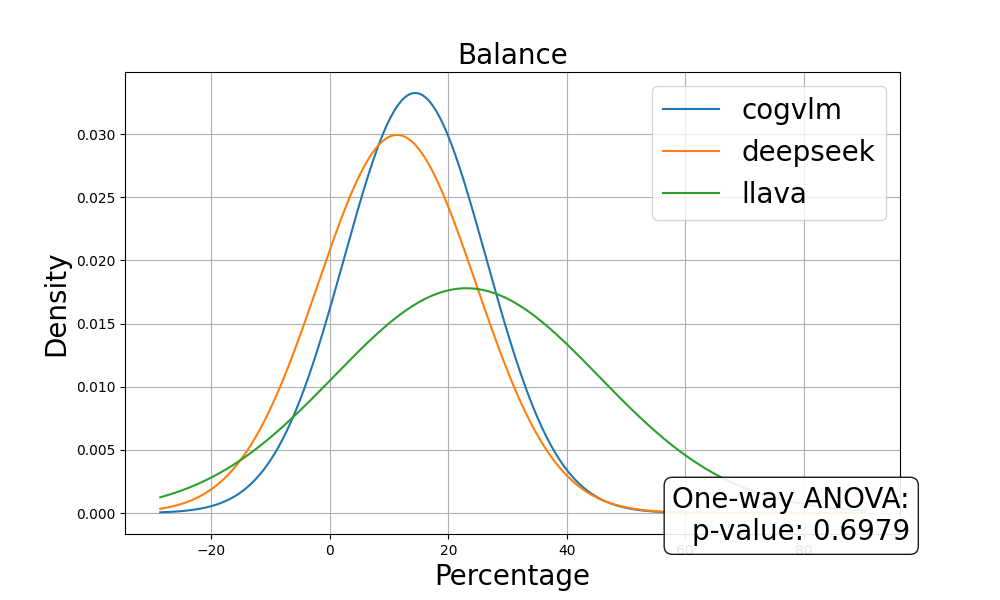 Balance
cogvlm
deepseek
llava
0.030
0.025
0.020
0.015
0.010
0.005
0.000
Density
−20
0
20
40
60
80
Percentage
One-way ANOVA:
p-value: 0.6979